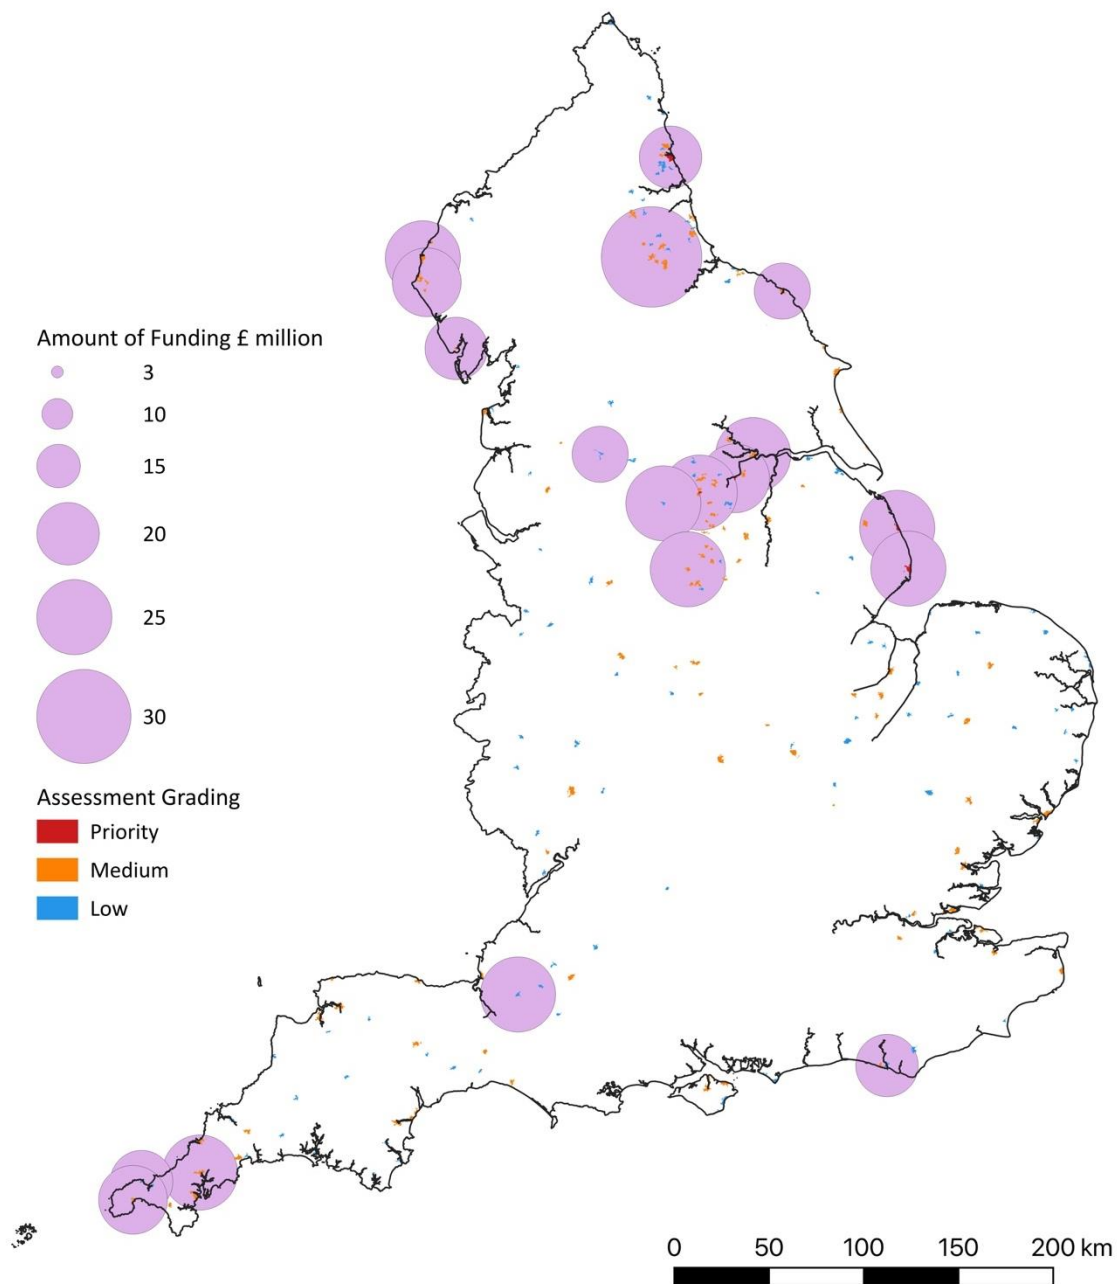 Amount of Funding £ million
3
10
15
20
25
30
Assessment Grading
Priority
Medium
Low
0 50 100 150 200 km